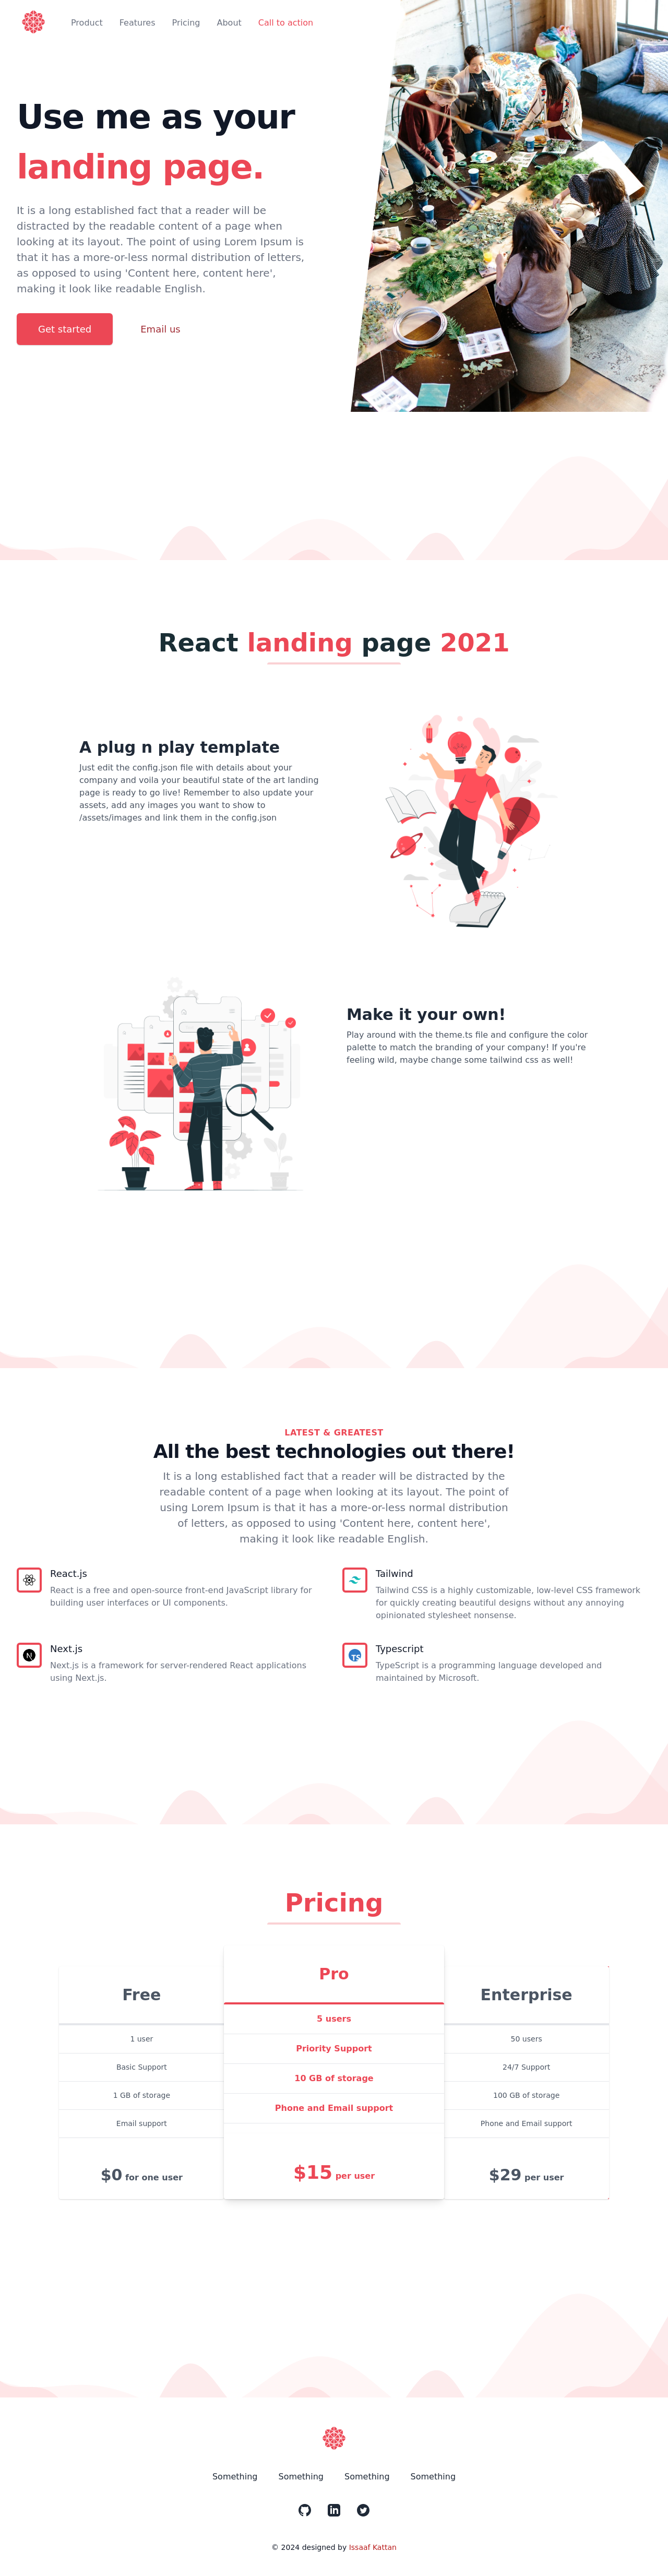 Product Features Pricing About Call to action
Use me as your
landing page.
It is a long established fact that a reader will be
distracted by the readable content of a page when
looking at its layout. The point of using Lorem Ipsum is
that it has a more-or-less normal distribution of letters,
as opposed to using 'Content here, content here',
making it look like readable English.
Get started Email us
React landing page 2021
A plug n play template
Just edit the config.json file with details about your
company and voila your beautiful state of the art landing
page is ready to go live! Remember to also update your
assets, add any images you want to show to
/assets/images and link them in the config.json
Make it your own!
Play around with the theme.ts file and configure the color
palette to match the branding of your company! If you're
feeling wild, maybe change some tailwind css as well!
LATEST & GREATEST
All the best technologies out there!
It is a long established fact that a reader will be distracted by the
readable content of a page when looking at its layout. The point of
using Lorem Ipsum is that it has a more-or-less normal distribution
of letters, as opposed to using 'Content here, content here',
making it look like readable English.
React.js
React is a free and open-source front-end JavaScript library for
building user interfaces or UI components.
Tailwind
Tailwind CSS is a highly customizable, low-level CSS framework
for quickly creating beautiful designs without any annoying
opinionated stylesheet nonsense.
N
Next.js
Next.js is a framework for server-rendered React applications
using Next.js.
TS
Typescript
TypeScript is a programming language developed and
maintained by Microsoft.
Pricing
Free
1 user
Basic Support
1 GB of storage
Email support
$0 for one user
Pro
5 users
Priority Support
10 GB of storage
Phone and Email support
$15 per user
Enterprise
50 users
24/7 Support
100 GB of storage
Phone and Email support
$29 per user
Something Something Something Something
in
© 2024 designed by Issaaf Kattan